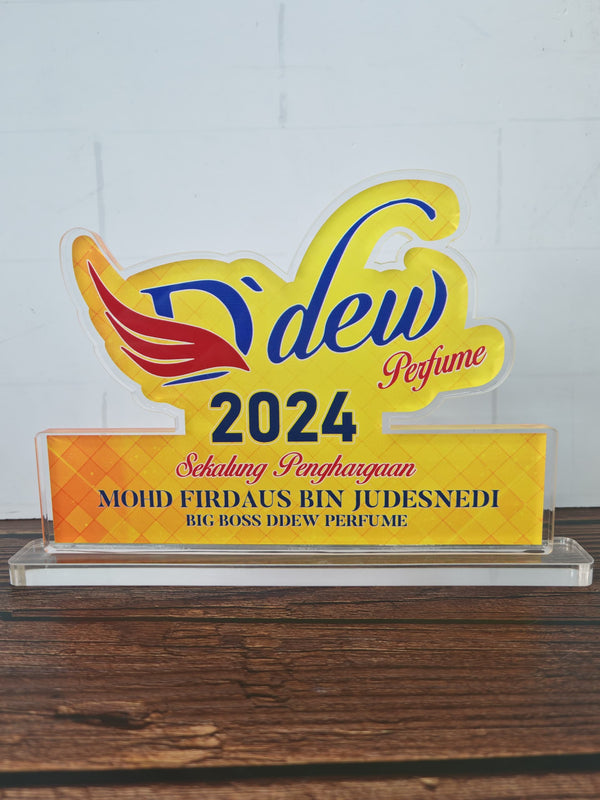 D'dew
Perfume
2024
Sekalung Penghargaan
MOHD FIRDAUS BIN JUDESNEDI
BIG BOSS DDEW PERFUME